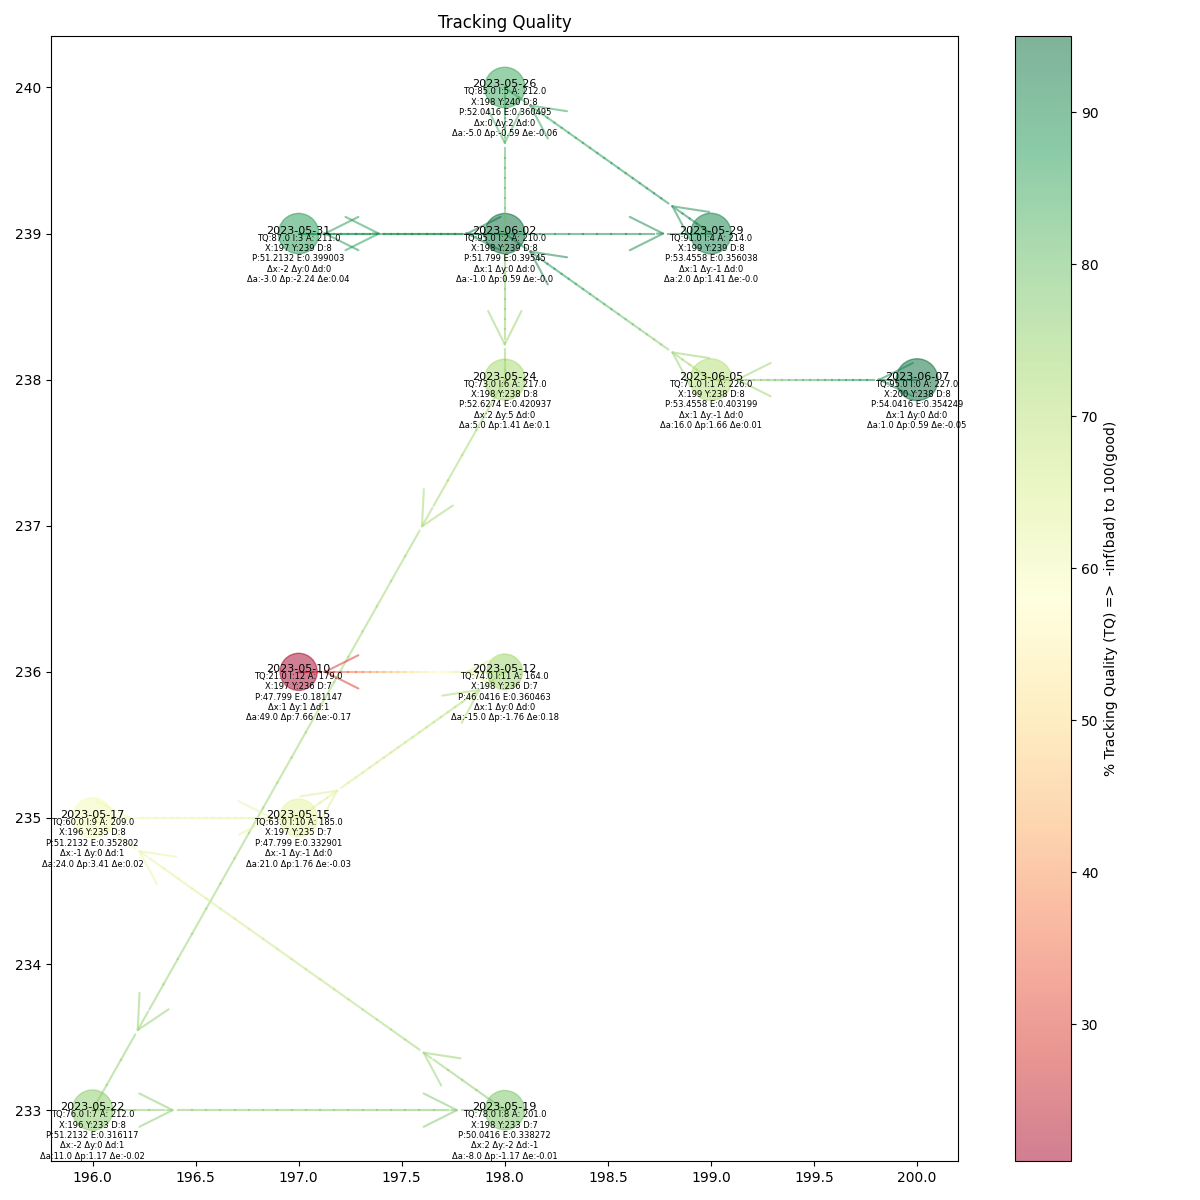 Tracking Quality
240
2023-05-26
TQ:85.0 I:5 A: 212.0
X:198 Y:240 D:8
P:52.0416 E:0.360495
Δx:0 Δy:2 Δd:0
Δa:-5.0 Δp:-0.59 Δe:-0.06
239
2023-05-31
TQ:87.0 I:3 A: 211.0
X:197 Y:239 D:8
P:51.2132 E:0.399003
Δx:-2 Δy:0 Δd:0
Δa:-3.0 Δp:-2.24 Δe:0.04
2023-06-02
TQ:95.0 I:2 A: 210.0
X:198 Y:239 D:8
P:51.799 E:0.39545
Δx:1 Δy:0 Δd:0
Δa:-1.0 Δp:0.59 Δe:-0.0
2023-05-29
TQ:91.0 I:4 A: 214.0
X:199 Y:239 D:8
P:53.4558 E:0.356038
Δx:1 Δy:-1 Δd:0
Δa:2.0 Δp:1.41 Δe:-0.0
238
2023-05-24
TQ:73.0 I:6 A: 217.0
X:198 Y:238 D:8
P:52.6274 E:0.420937
Δx:2 Δy:5 Δd:0
Δa:5.0 Δp:1.41 Δe:0.1
2023-06-05
TQ:71.0 I:1 A: 226.0
X:199 Y:238 D:8
P:53.4558 E:0.403199
Δx:1 Δy:-1 Δd:0
Δa:16.0 Δp:1.66 Δe:0.01
2023-06-07
TQ:95.0 I:0 A: 227.0
X:200 Y:238 D:8
P:54.0416 E:0.354249
Δx:1 Δy:0 Δd:0
Δa:1.0 Δp:0.59 Δe:-0.05
237
236
2023-05-10
TQ:21.0 I:12 A: 179.0
X:197 Y:236 D:7
P:47.799 E:0.181147
Δx:1 Δy:1 Δd:1
Δa:49.0 Δp:7.66 Δe:-0.17
2023-05-12
TQ:74.0 I:11 A: 164.0
X:198 Y:236 D:7
P:46.0416 E:0.360463
Δx:1 Δy:0 Δd:0
Δa:-15.0 Δp:-1.76 Δe:0.18
235
2023-05-17
TQ:60.0 I:9 A: 209.0
X:196 Y:235 D:8
P:51.2132 E:0.352802
Δx:-1 Δy:0 Δd:1
Δa:24.0 Δp:3.41 Δe:0.02
2023-05-15
TQ:63.0 I:10 A: 185.0
X:197 Y:235 D:7
P:47.799 E:0.332901
Δx:-1 Δy:-1 Δd:0
Δa:21.0 Δp:1.76 Δe:-0.03
234
233
2023-05-22
TQ:76.0 I:7 A: 212.0
X:196 Y:233 D:8
P:51.2132 E:0.316117
Δx:-2 Δy:0 Δd:1
Δa:11.0 Δp:1.17 Δe:-0.02
2023-05-19
TQ:78.0 I:8 A: 201.0
X:198 Y:233 D:7
P:50.0416 E:0.338272
Δx:2 Δy:-2 Δd:-1
Δa:-8.0 Δp:-1.17 Δe:-0.01
196.0 196.5 197.0 197.5 198.0 198.5 199.0 199.5 200.0
90
80
70
60
50
40
30
% Tracking Quality (TQ) => -inf(bad) to 100(good)